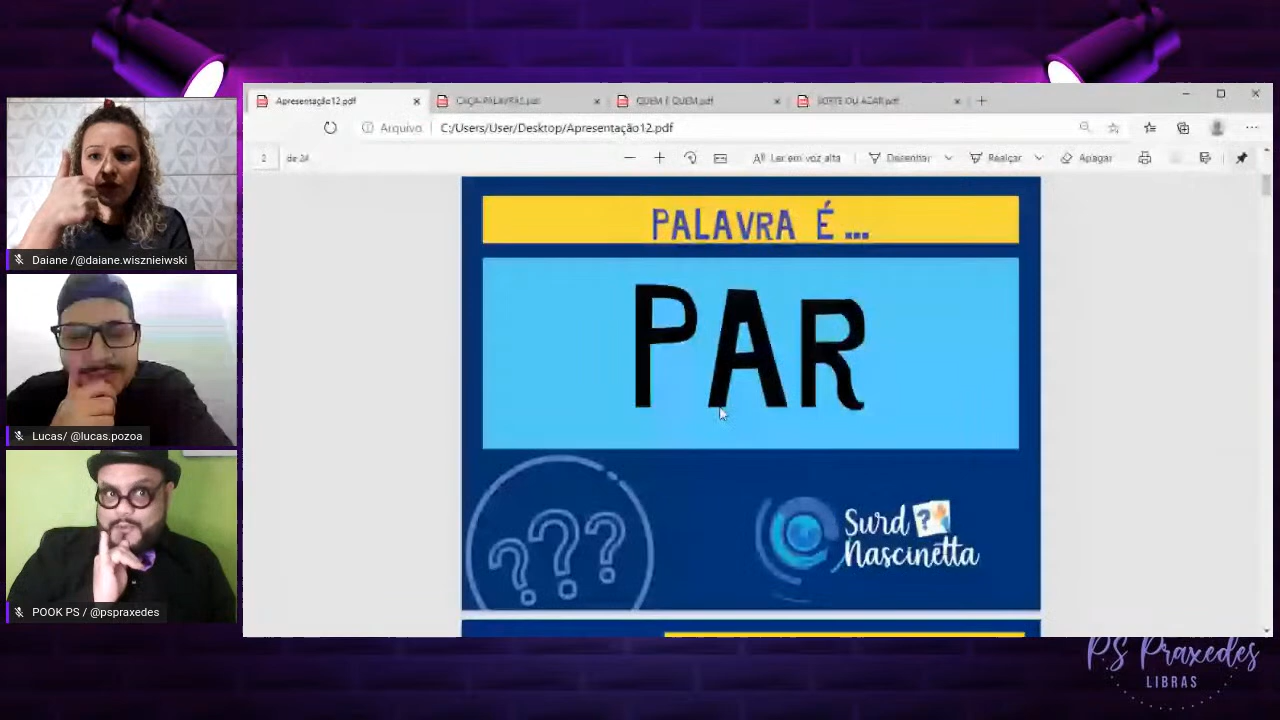 Apresentação12.pdf
CAÇA-PALAVRAS.pdf
QUEM É QUEM.pdf
SORTE OU AZAR.pdf
Arquivo
C:/Users/User/Desktop/Apresentação12.pdf
2 de 24
Ler em voz alta
Desenhar
Realçar
Apagar
PALAVRA É...
PAR
Surd
Nascinetta
???
Daiane /@daiane.wisznieiwski
Lucas/ @lucas.pozoa
POOK PS / @pspraxedes
PS Praxedes
LIBRAS